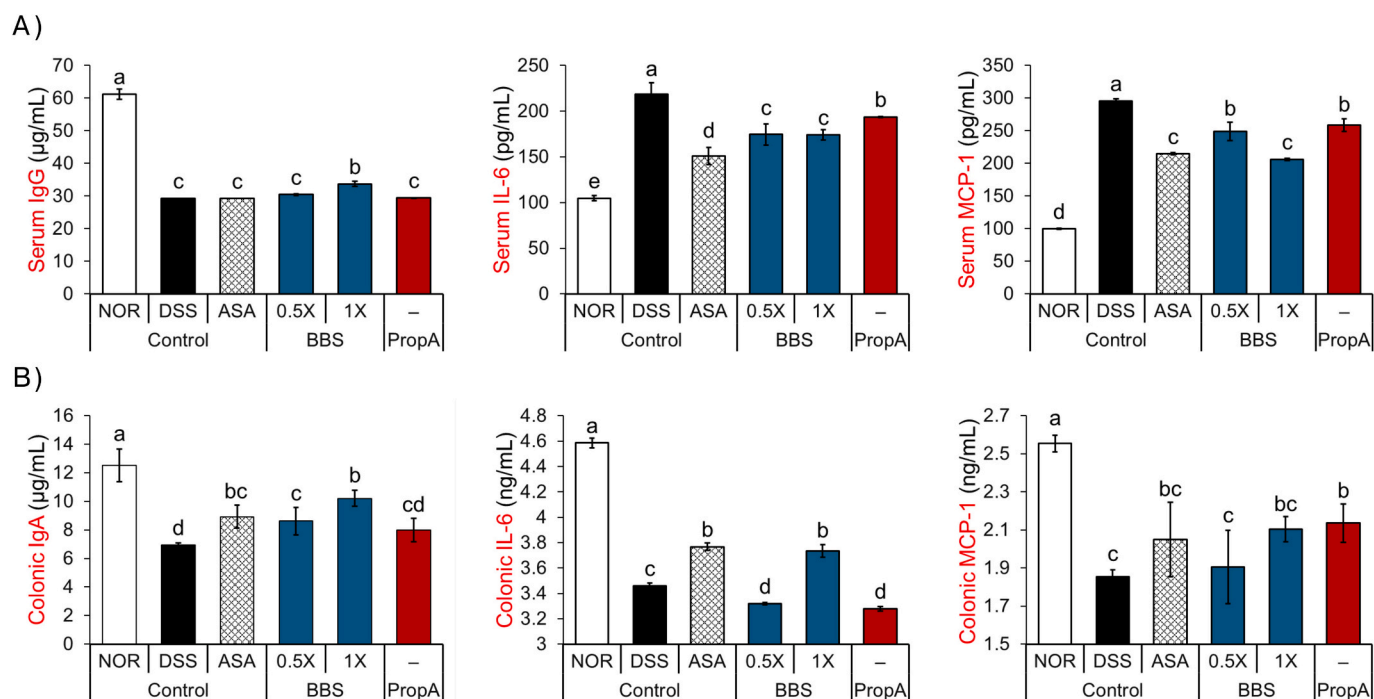 A)
Serum IgG (µg/mL)
70
60
50
40
30
20
10
0
a
c
c
c
b
c
NOR DSS ASA 0.5X 1X –
Control BBS PropA
Serum IL-6 (pg/mL)
250
200
150
100
50
0
e
a
d
c
c
b
NOR DSS ASA 0.5X 1X –
Control BBS PropA
Serum MCP-1 (pg/mL)
350
300
250
200
150
100
50
0
d
a
c
b
c
b
NOR DSS ASA 0.5X 1X –
Control BBS PropA
B)
Colonic IgA (µg/mL)
16
14
12
10
8
6
4
2
0
a
d
bc
c
b
cd
NOR DSS ASA 0.5X 1X –
Control BBS PropA
Colonic IL-6 (ng/mL)
4.8
4.6
4.4
4.2
4
3.8
3.6
3.4
3.2
3
a
c
b
d
b
d
NOR DSS ASA 0.5X 1X –
Control BBS PropA
Colonic MCP-1 (ng/mL)
2.7
2.5
2.3
2.1
1.9
1.7
1.5
a
c
bc
c
bc
b
NOR DSS ASA 0.5X 1X –
Control BBS PropA